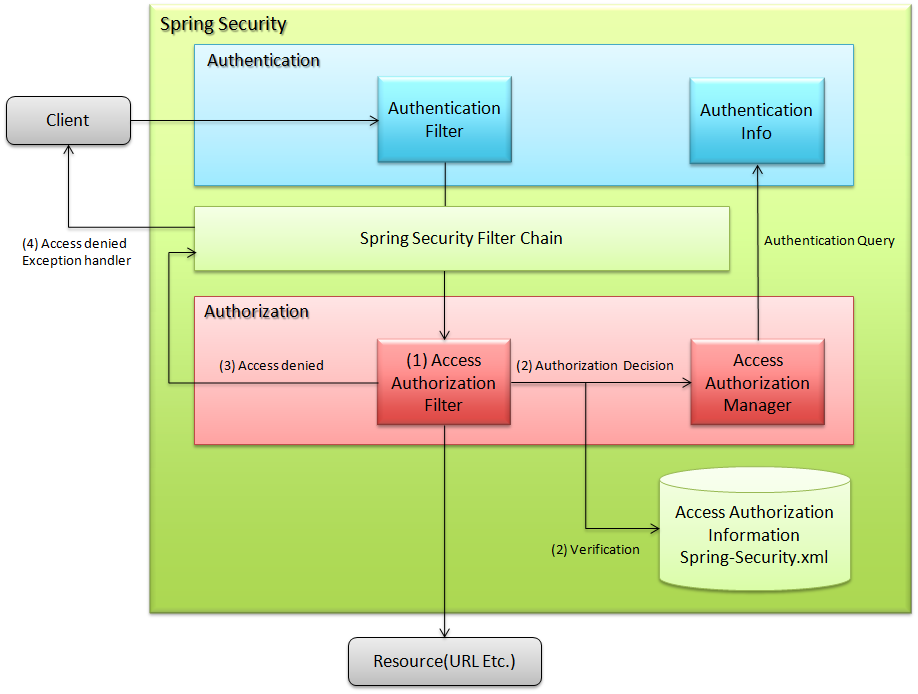 Spring Security
Authentication
Authentication
Filter
Authentication
Info
Client
Spring Security Filter Chain
(4) Access denied
Exception handler
Authentication Query
Authorization
(3) Access denied
(1) Access
Authorization
Filter
(2) Authorization Decision
Access
Authorization
Manager
(2) Verification
Access Authorization
Information
Spring-Security.xml
Resource(URL Etc.)